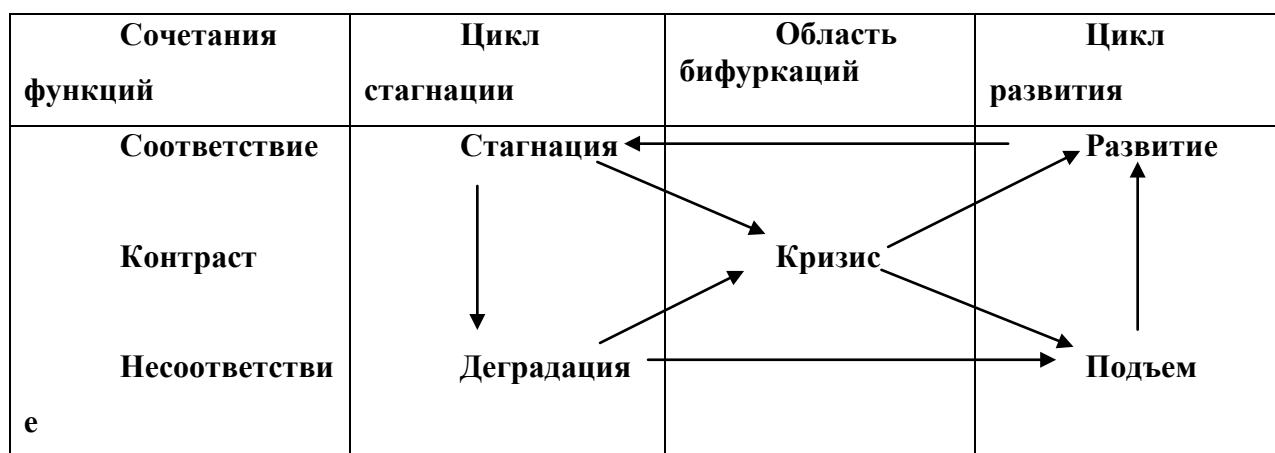 Сочетания Цикл Область Цикл
функций стагнации бифуркаций развития
Соответствие Стагнация Развитие
Контраст Кризис
Несоответстви Деградация Подъем
е